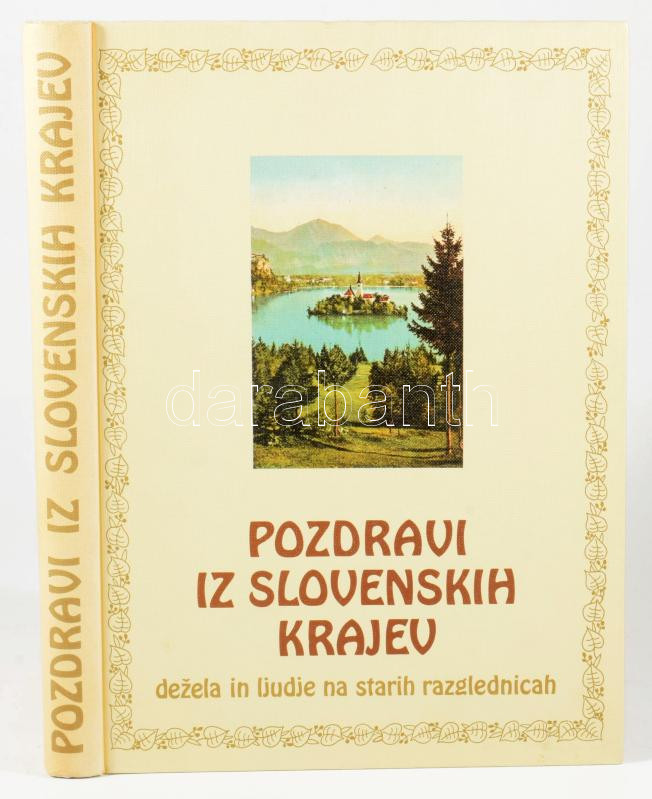 POZDRAVI IZ SLOVENSKIH KRAJEV
darabanth
POZDRAVI
IZ SLOVENSKIH
KRAJEV
dežela in ljudje na starih razglednicah